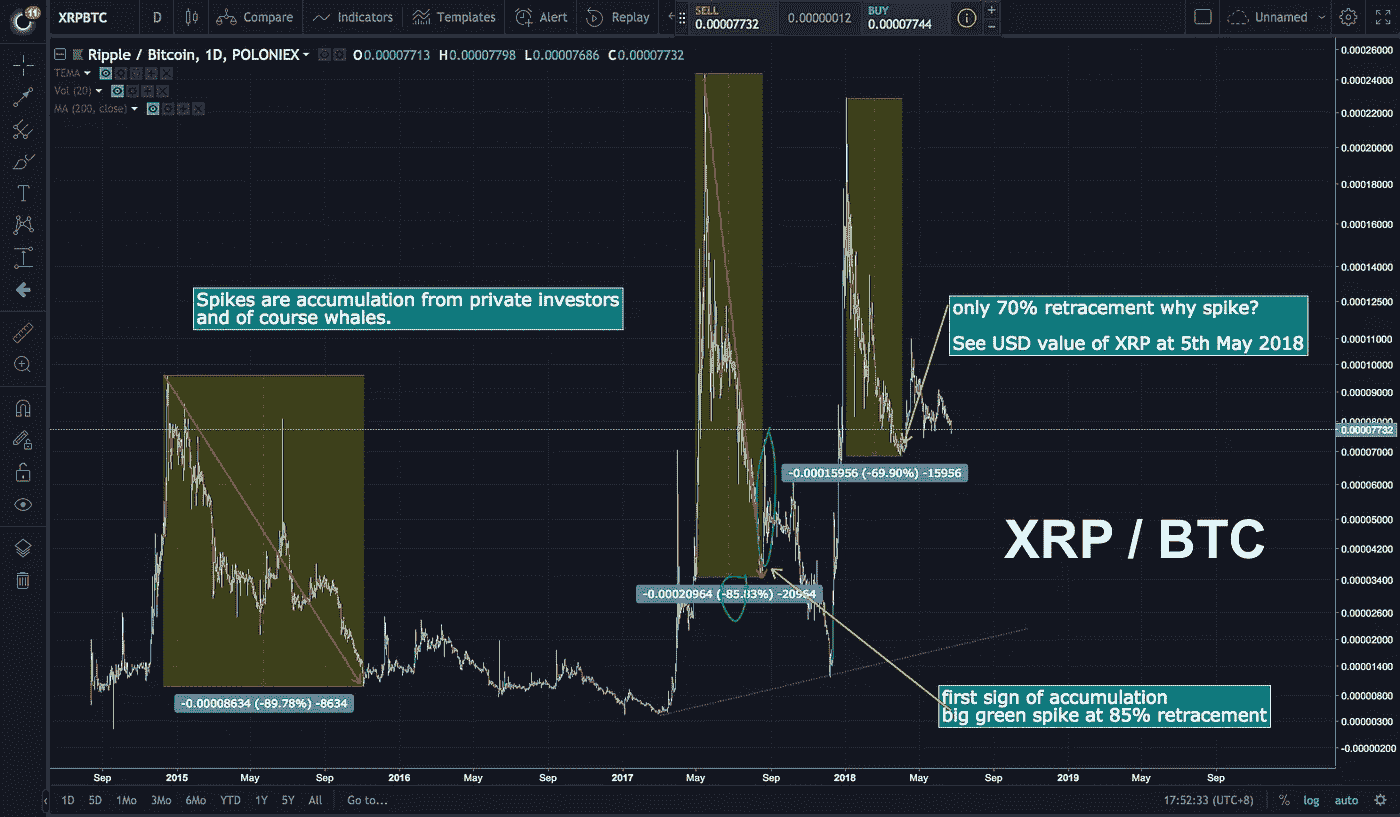 11
XRPBTC D Compare Indicators Templates Alert Replay SELL 0.00007732 0.00000012 BUY 0.00007744 Unnamed
Ripple / Bitcoin, 1D, POLONIEX O0.00007713 H0.00007798 L0.00007686 C0.00007732
TEMA
Vol (20)
MA (200, close)
0.00026000
0.00024000
0.00022000
0.00020000
0.00018000
0.00016000
0.00014000
0.00012500
0.00011000
0.00010000
0.00009000
0.00008000
0.00007732
0.00007000
0.00006000
0.00005000
0.00004200
0.00003400
0.00002600
0.00002000
0.00001400
0.00000800
0.00000300
-0.00000200
Spikes are accumulation from private investors
and of course whales.
only 70% retracement why spike?
See USD value of XRP at 5th May 2018
-0.00015956 (-69.90%) -15956
XRP / BTC
-0.00020964 (-85.83%) -20964
first sign of accumulation
big green spike at 85% retracement
-0.00008634 (-89.78%) -8634
Sep 2015 May Sep 2016 May Sep 2017 May Sep 2018 May Sep 2019 May Sep
1D 5D 1Mo 3Mo 6Mo YTD 1Y 5Y All Go to... 17:52:33 (UTC+8) % log auto